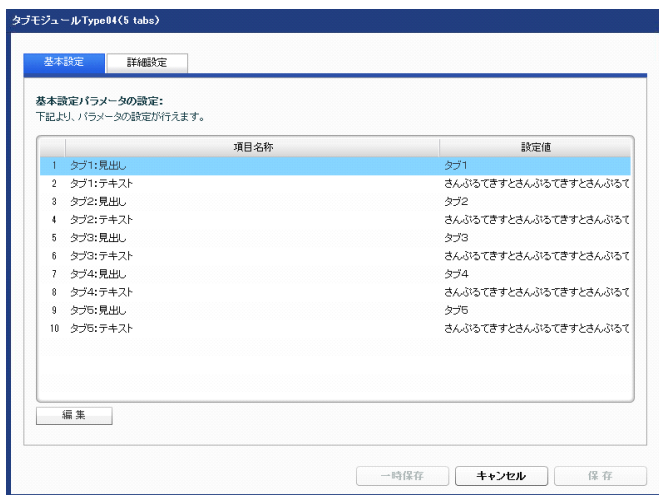 タブモジュールType04(5 tabs)
基本設定 詳細設定
基本設定パラメータの設定:
下記より、パラメータの設定が行えます。
項目名称 設定値
1 タブ1:見出し タブ1
2 タブ1:テキスト さんぷるてきすとさんぷるてきすとさんぷるて
3 タブ2:見出し タブ2
4 タブ2:テキスト さんぷるてきすとさんぷるてきすとさんぷるて
5 タブ3:見出し タブ3
6 タブ3:テキスト さんぷるてきすとさんぷるてきすとさんぷるて
7 タブ4:見出し タブ4
8 タブ4:テキスト さんぷるてきすとさんぷるてきすとさんぷるて
9 タブ5:見出し タブ5
10 タブ5:テキスト さんぷるてきすとさんぷるてきすとさんぷるて
編集
一時保存 キャンセル 保存